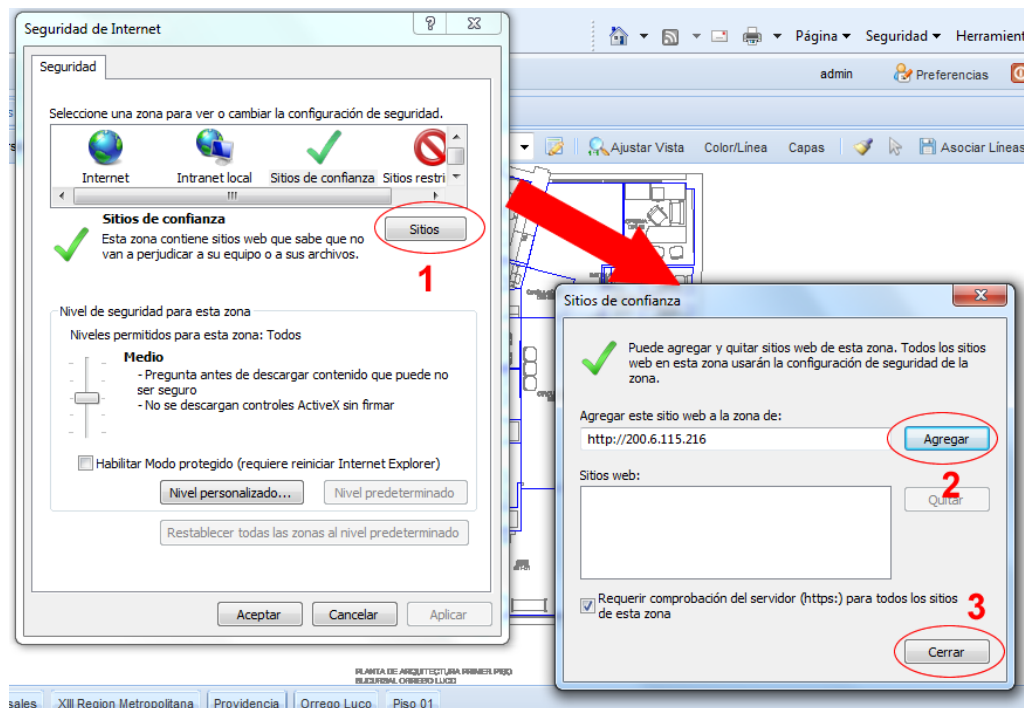 Seguridad de Internet
Seguridad
Seleccione una zona para ver o cambiar la configuración de seguridad.
Internet
Intranet local
Sitios de confianza
Sitios restri
Sitios de confianza
Esta zona contiene sitios web que sabe que no
van a perjudicar a su equipo o a sus archivos.
Sitios
1
Nivel de seguridad para esta zona
Niveles permitidos para esta zona: Todos
Medio
- Pregunta antes de descargar contenido que puede no
ser seguro
- No se descargan controles ActiveX sin firmar
Habilitar Modo protegido (requiere reiniciar Internet Explorer)
Nivel personalizado...
Nivel predeterminado
Restablecer todas las zonas al nivel predeterminado
Aceptar
Cancelar
Aplicar
Página
Seguridad
Herramient
admin
Preferencias
Ajustar Vista
Color/Línea
Capas
Asociar Líneas
Sitios de confianza
Puede agregar y quitar sitios web de esta zona. Todos los sitios
web en esta zona usarán la configuración de seguridad de la
zona.
Agregar este sitio web a la zona de:
http://200.6.115.216
Agregar
2
Sitios web:
Quitar
Requerir comprobación del servidor (https:) para todos los sitios
de esta zona
3
Cerrar
PLANTA DE ARQUITECTURA PRIMER PISO
SUCURSAL ORREGO LUCO
sales
XIII Region Metropolitana
Providencia
Orrego Luco
Piso 01